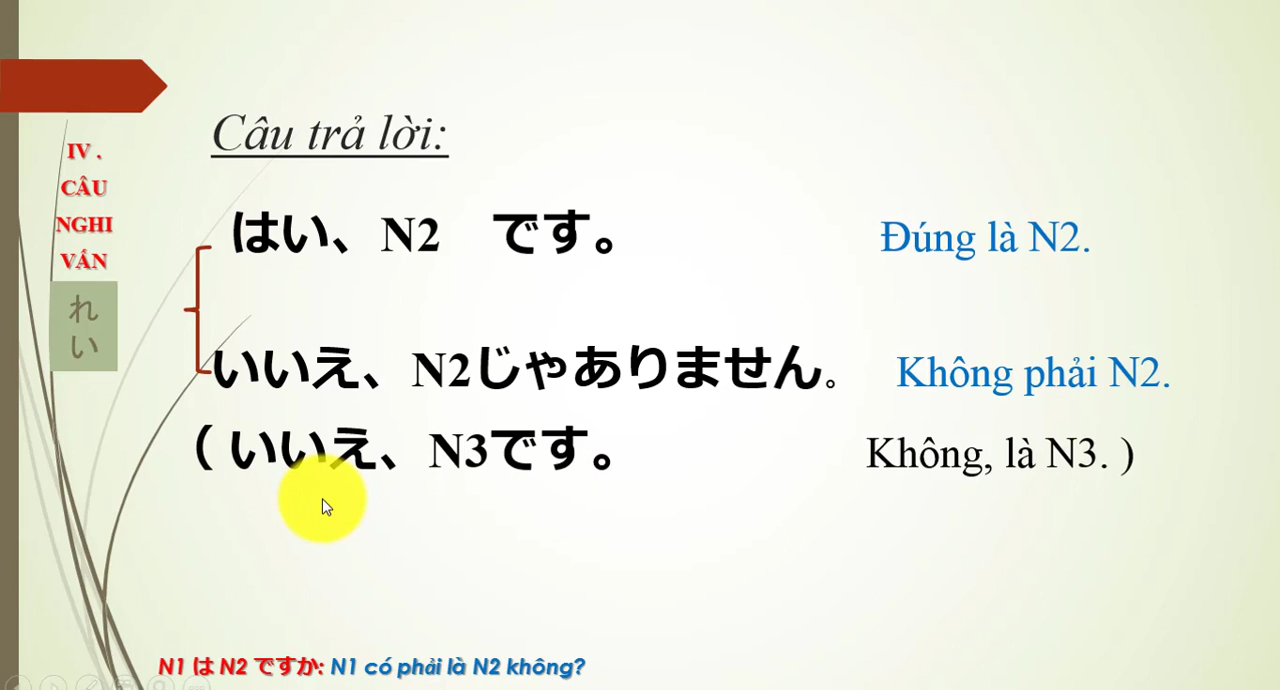 Câu trả lời:
IV .
CÂU
NGHI
VẤN
れ
い
はい、N2　です。 Đúng là N2.
いいえ、N2じゃありません。 Không phải N2.
( いいえ、N3です。 Không, là N3. )
N1 は N2 ですか: N1 có phải là N2 không?